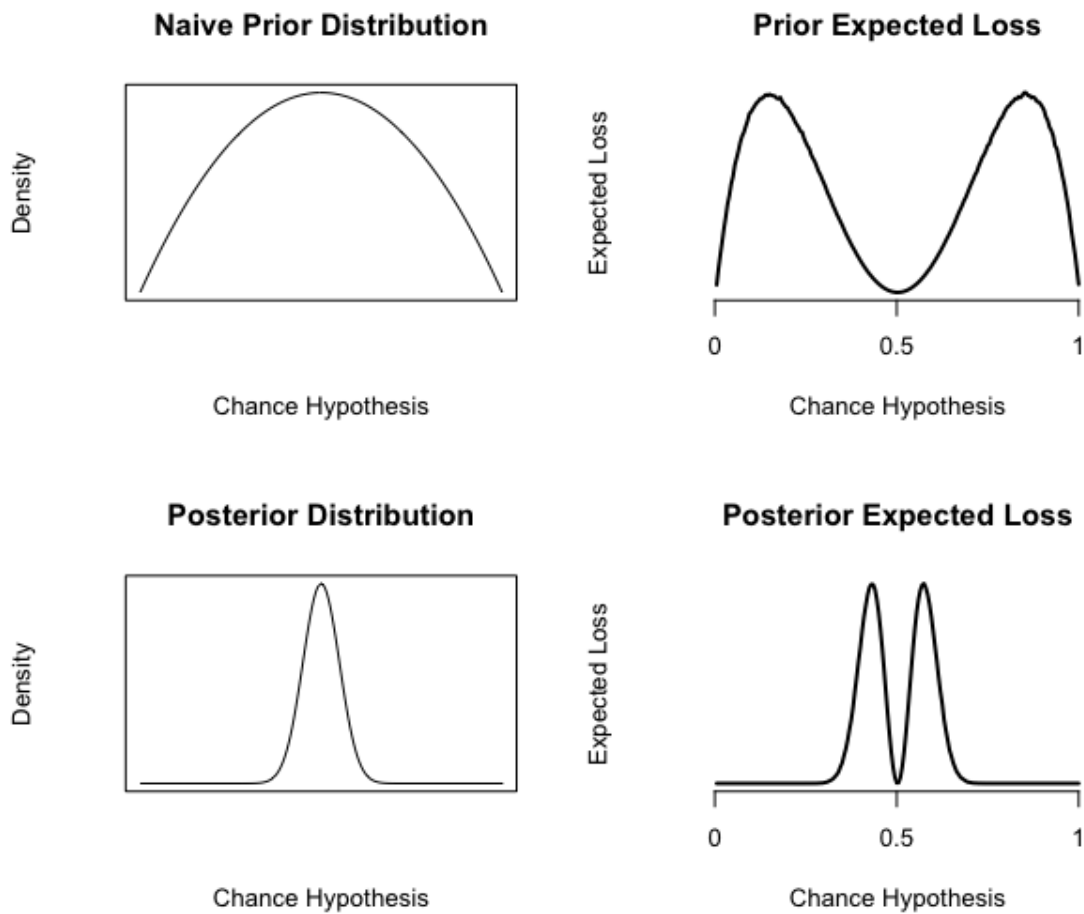 Naive Prior Distribution
Prior Expected Loss
Density
Expected Loss
0 0.5 1
Chance Hypothesis
Chance Hypothesis
Posterior Distribution
Posterior Expected Loss
Density
Expected Loss
0 0.5 1
Chance Hypothesis
Chance Hypothesis